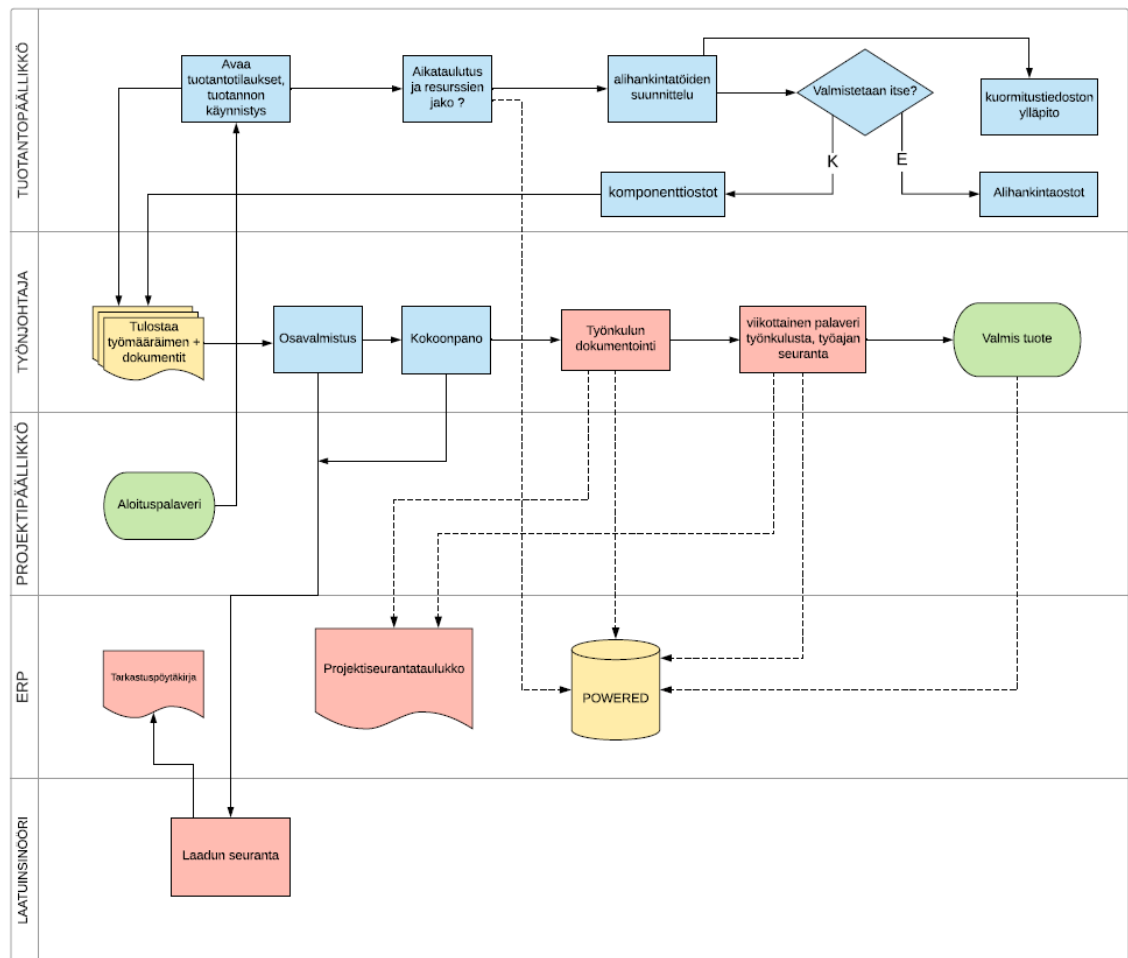 TUOTANTOPÄÄLLIKKÖ
Avaa
tuotantotilaukset,
tuotannon
käynnistys
Aikataulutus
ja resurssien
jako ?
alihankintatöiden
suunnittelu
Valmistetaan itse?
kuormitustiedoston
ylläpito
K
E
komponenttiostot
Alihankintaostot
TYÖNJOHTAJA
Tulostaa
työmääräimen +
dokumentit
Osavalmistus
Kokoonpano
Työnkulun
dokumentointi
viikottainen palaveri
työnkulusta, työajan
seuranta
Valmis tuote
PROJEKTIPÄÄLLIKKÖ
Aloituspalaveri
ERP
Tarkastuspöytäkirja
Projektiseurantataulukko
POWERED
LAATUINSINÖÖRI
Laadun seuranta